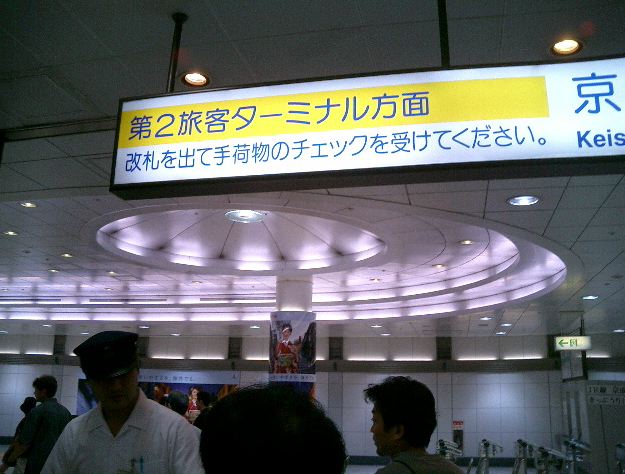 第2旅客ターミナル方面
改札を出て手荷物のチェックを受けてください。
京
Keis